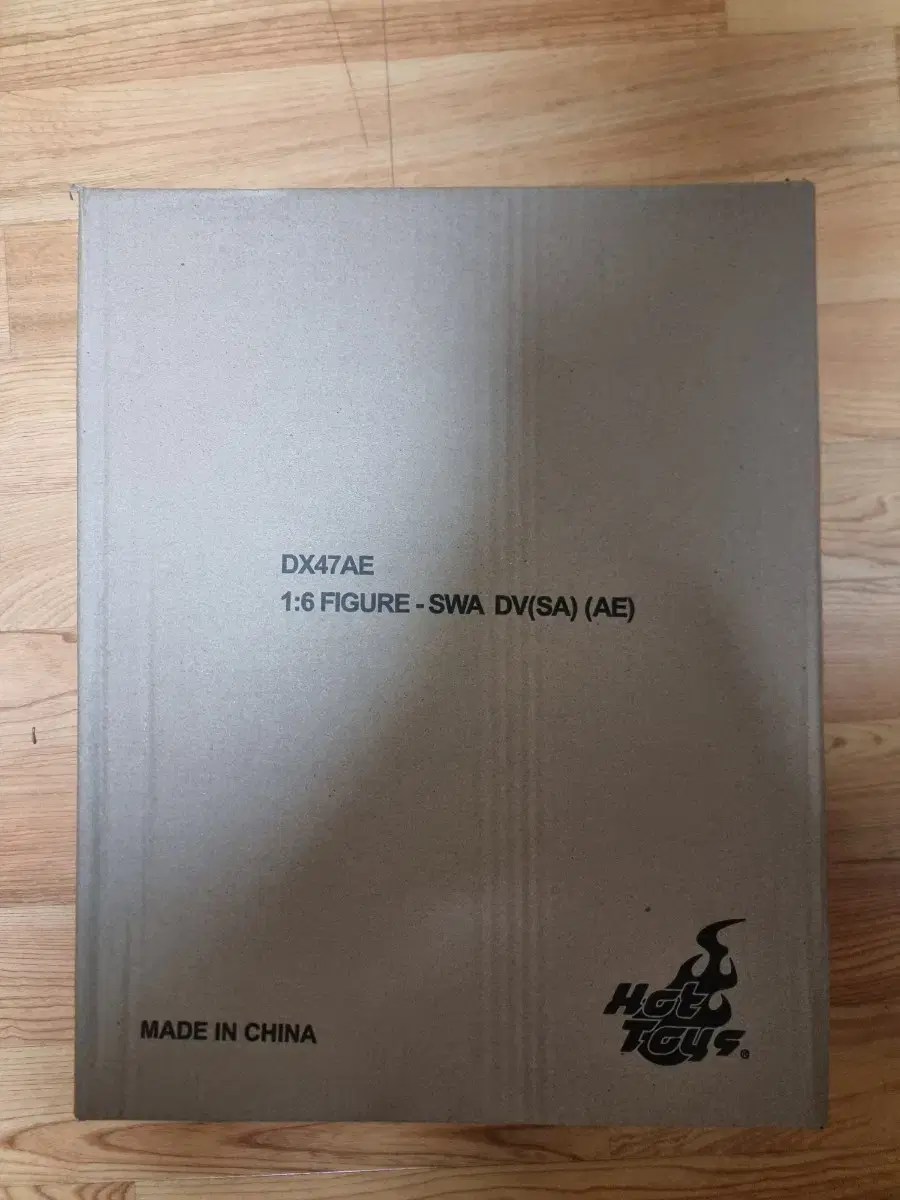 DX47AE
1:6 FIGURE - SWA DV(SA) (AE)
MADE IN CHINA
Hot
Toys®